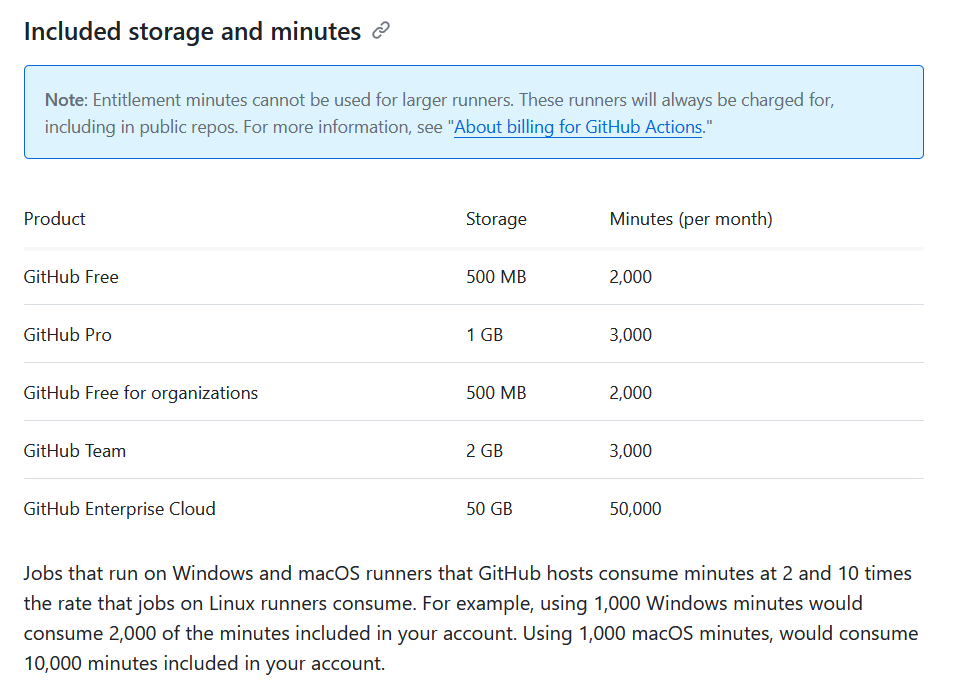 Included storage and minutes
Note: Entitlement minutes cannot be used for larger runners. These runners will always be charged for,
including in public repos. For more information, see "About billing for GitHub Actions."
Product Storage Minutes (per month)
GitHub Free 500 MB 2,000
GitHub Pro 1 GB 3,000
GitHub Free for organizations 500 MB 2,000
GitHub Team 2 GB 3,000
GitHub Enterprise Cloud 50 GB 50,000
Jobs that run on Windows and macOS runners that GitHub hosts consume minutes at 2 and 10 times
the rate that jobs on Linux runners consume. For example, using 1,000 Windows minutes would
consume 2,000 of the minutes included in your account. Using 1,000 macOS minutes, would consume
10,000 minutes included in your account.